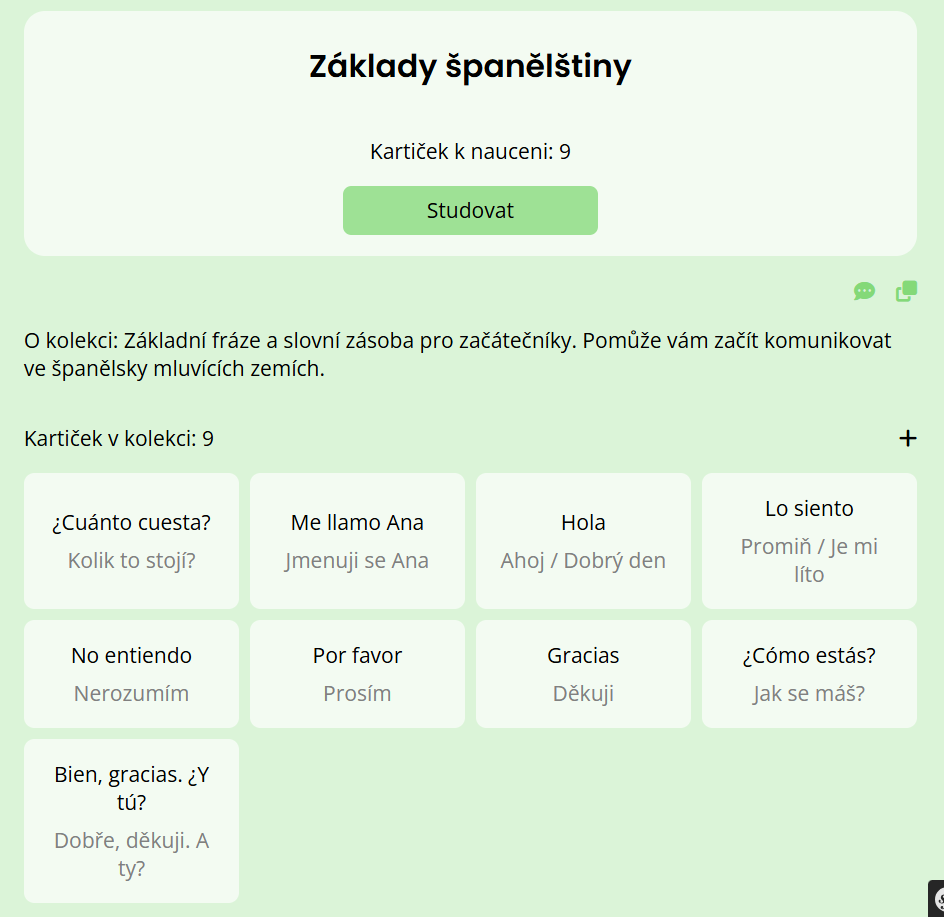 Základy španělštiny
Kartiček k nauceni: 9
Studovat
O kolekci: Základní fráze a slovní zásoba pro začátečníky. Pomůže vám začít komunikovat
ve španělsky mluvících zemích.
Kartiček v kolekci: 9
¿Cuánto cuesta?
Kolik to stojí?
Me llamo Ana
Jmenuji se Ana
Hola
Ahoj / Dobrý den
Lo siento
Promiň / Je mi
líto
No entiendo
Nerozumím
Por favor
Prosím
Gracias
Děkuji
¿Cómo estás?
Jak se máš?
Bien, gracias. ¿Y
tú?
Dobře, děkuji. A
ty?